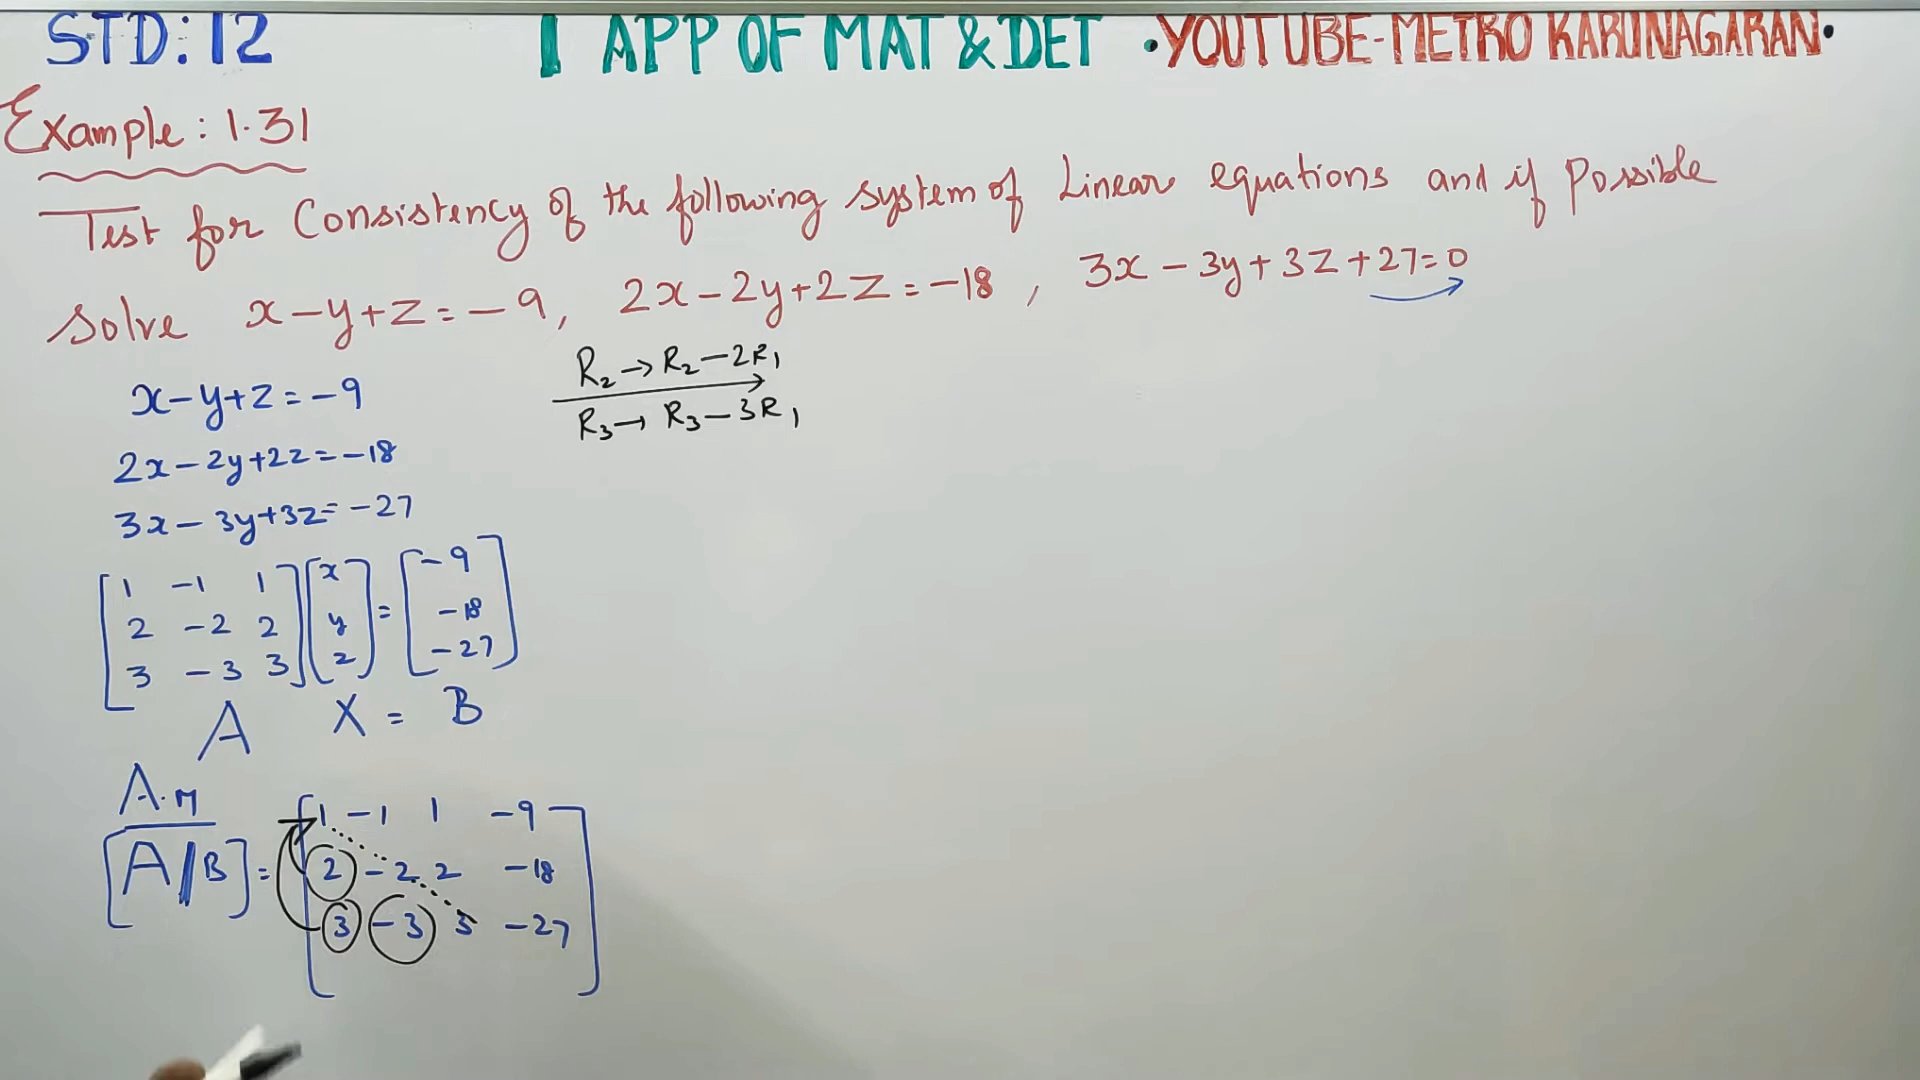 STD: 12 1 APP OF MAT & DET • YOUTUBE-METRO KARUNAGARAN •
Example: 1.31
Test for Consistency of the following system of Linear equations and if Possible
Solve x-y+z=-9, 2x-2y+2z=-18, 3x-3y+3z+27=0
x-y+z=-9
2x-2y+2z=-18
3x-3y+3z=-27
R₂→R₂-2R₁
R₃→R₃-3R₁
[1 -1 1] [x] = [-9]
[2 -2 2] [y] [-18]
[3 -3 3] [z] [-27]
A X = B
A.M
[A|B] = [1 -1 1 -9]
[2 -2 2 -18]
[3 -3 3 -27]